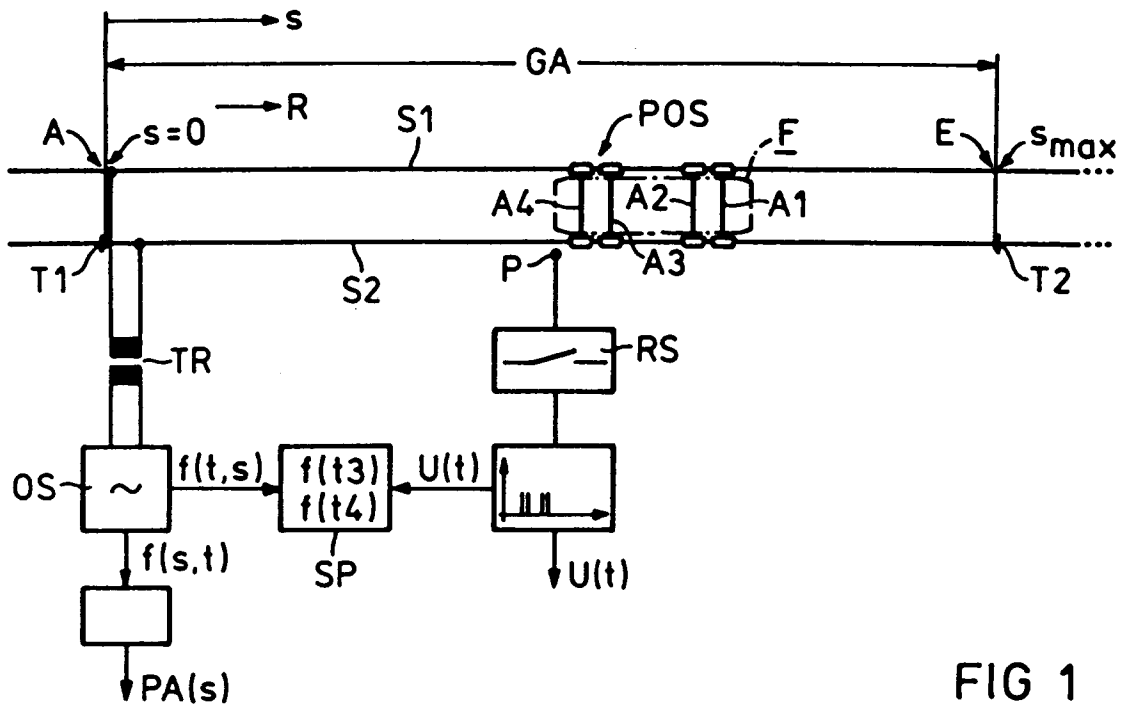 s
GA
R
A
s=0
S1
POS
F
E
smax
A4
A2
A1
A3
T1
S2
P
T2
TR
RS
OS
~
f(t,s)
f(t3)
f(t4)
U(t)
SP
f(s,t)
U(t)
PA(s)
FIG 1